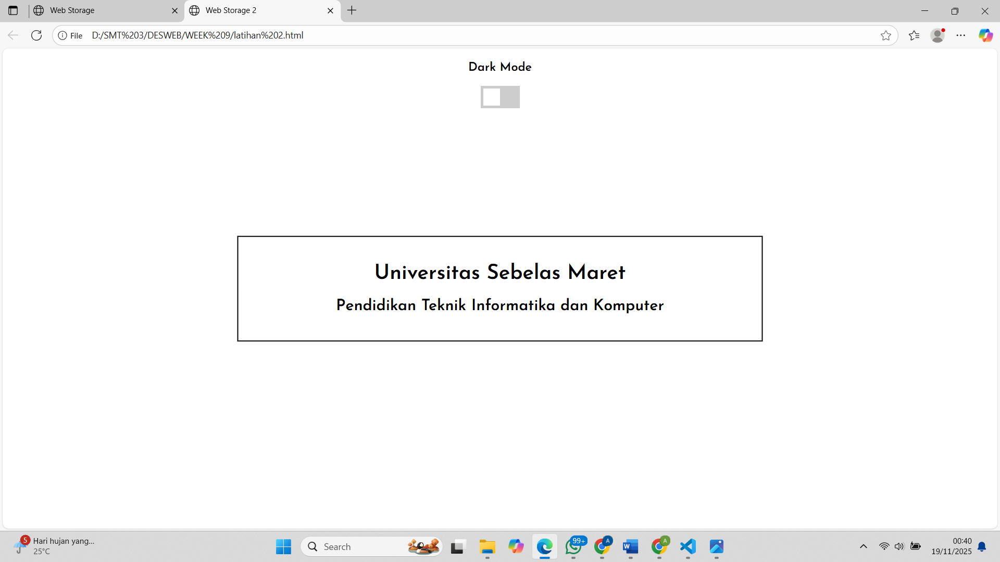 Web Storage
Web Storage 2
File
D:/SMT%203/DESWEB/WEEK%209/latihan%202.html
Dark Mode
Universitas Sebelas Maret
Pendidikan Teknik Informatika dan Komputer
5
Hari hujan yang...
25°C
Search
99+
A
W
A
00:40
19/11/2025